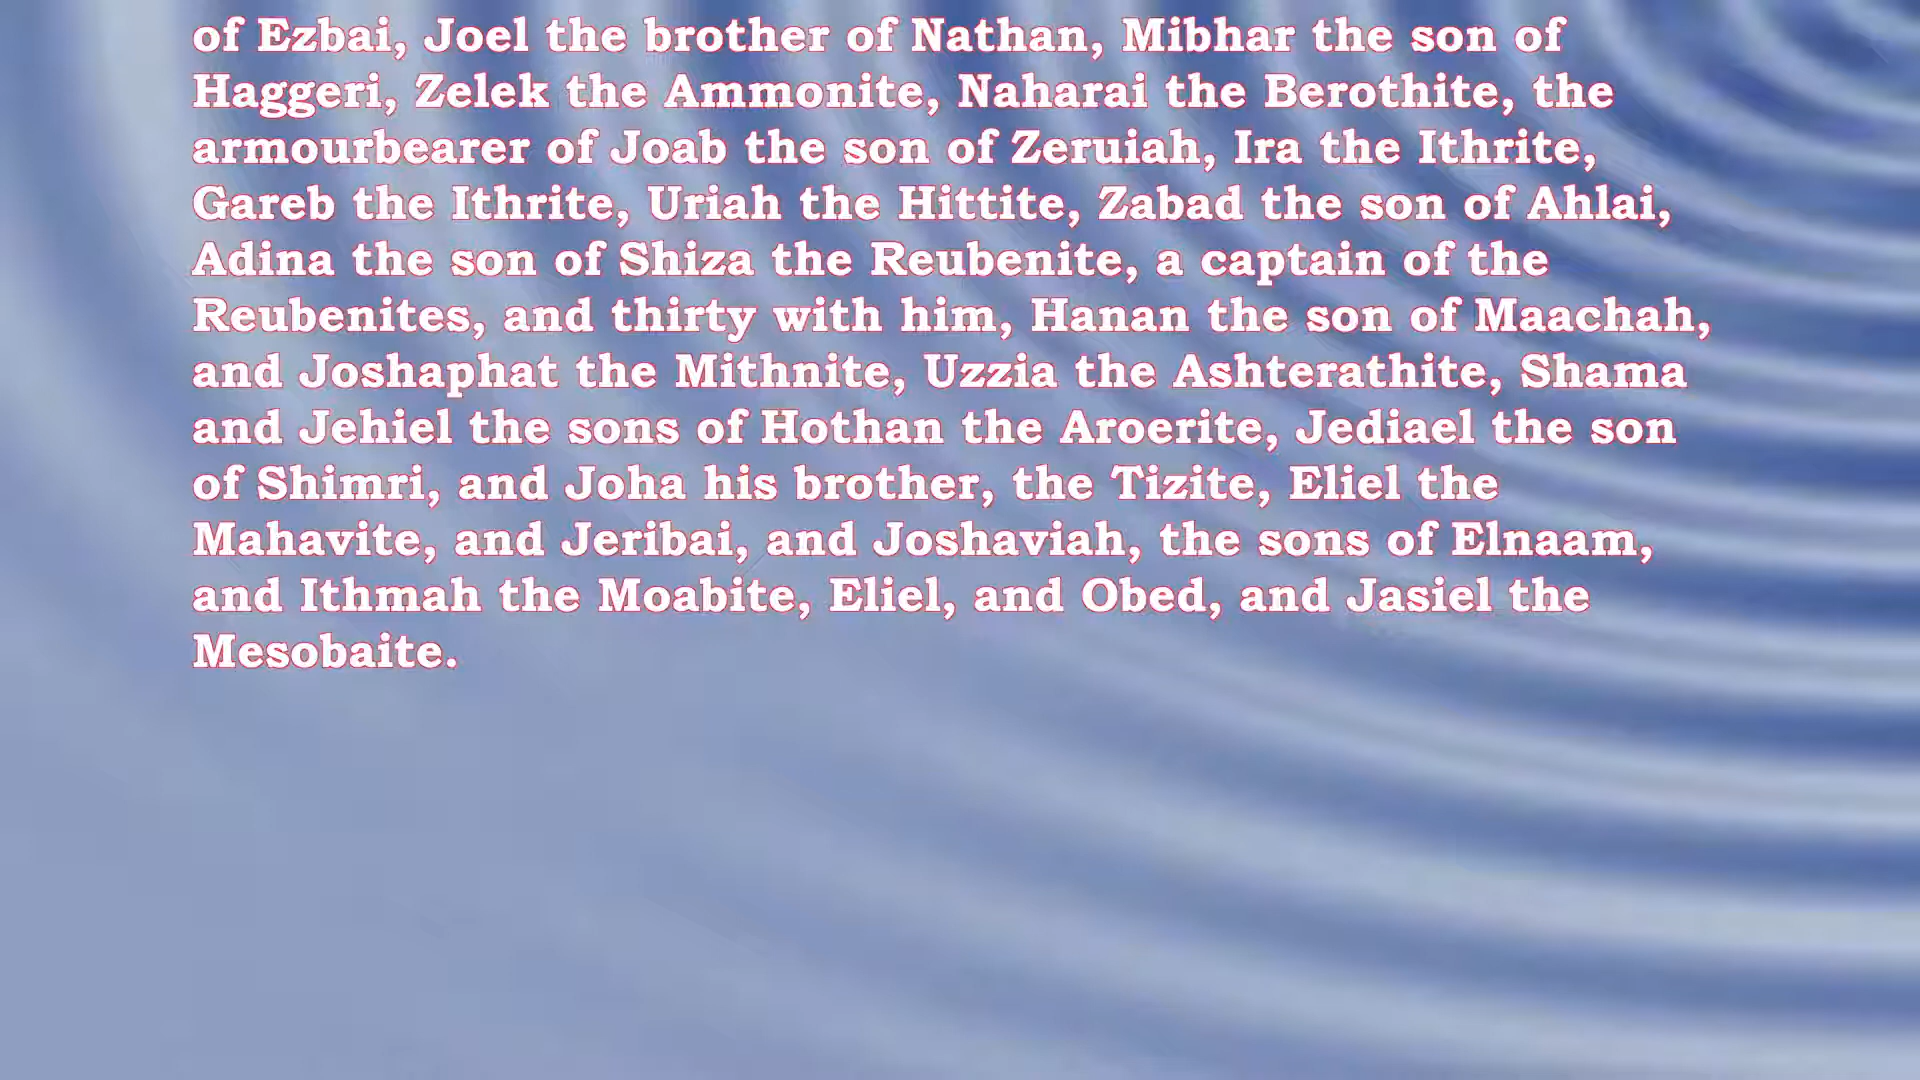 of Ezbai, Joel the brother of Nathan, Mibhar the son of
Haggeri, Zelek the Ammonite, Naharai the Berothite, the
armourbearer of Joab the son of Zeruiah, Ira the Ithrite,
Gareb the Ithrite, Uriah the Hittite, Zabad the son of Ahlai,
Adina the son of Shiza the Reubenite, a captain of the
Reubenites, and thirty with him, Hanan the son of Maachah,
and Joshaphat the Mithnite, Uzzia the Ashterathite, Shama
and Jehiel the sons of Hothan the Aroerite, Jediael the son
of Shimri, and Joha his brother, the Tizite, Eliel the
Mahavite, and Jeribai, and Joshaviah, the sons of Elnaam,
and Ithmah the Moabite, Eliel, and Obed, and Jasiel the
Mesobaite.